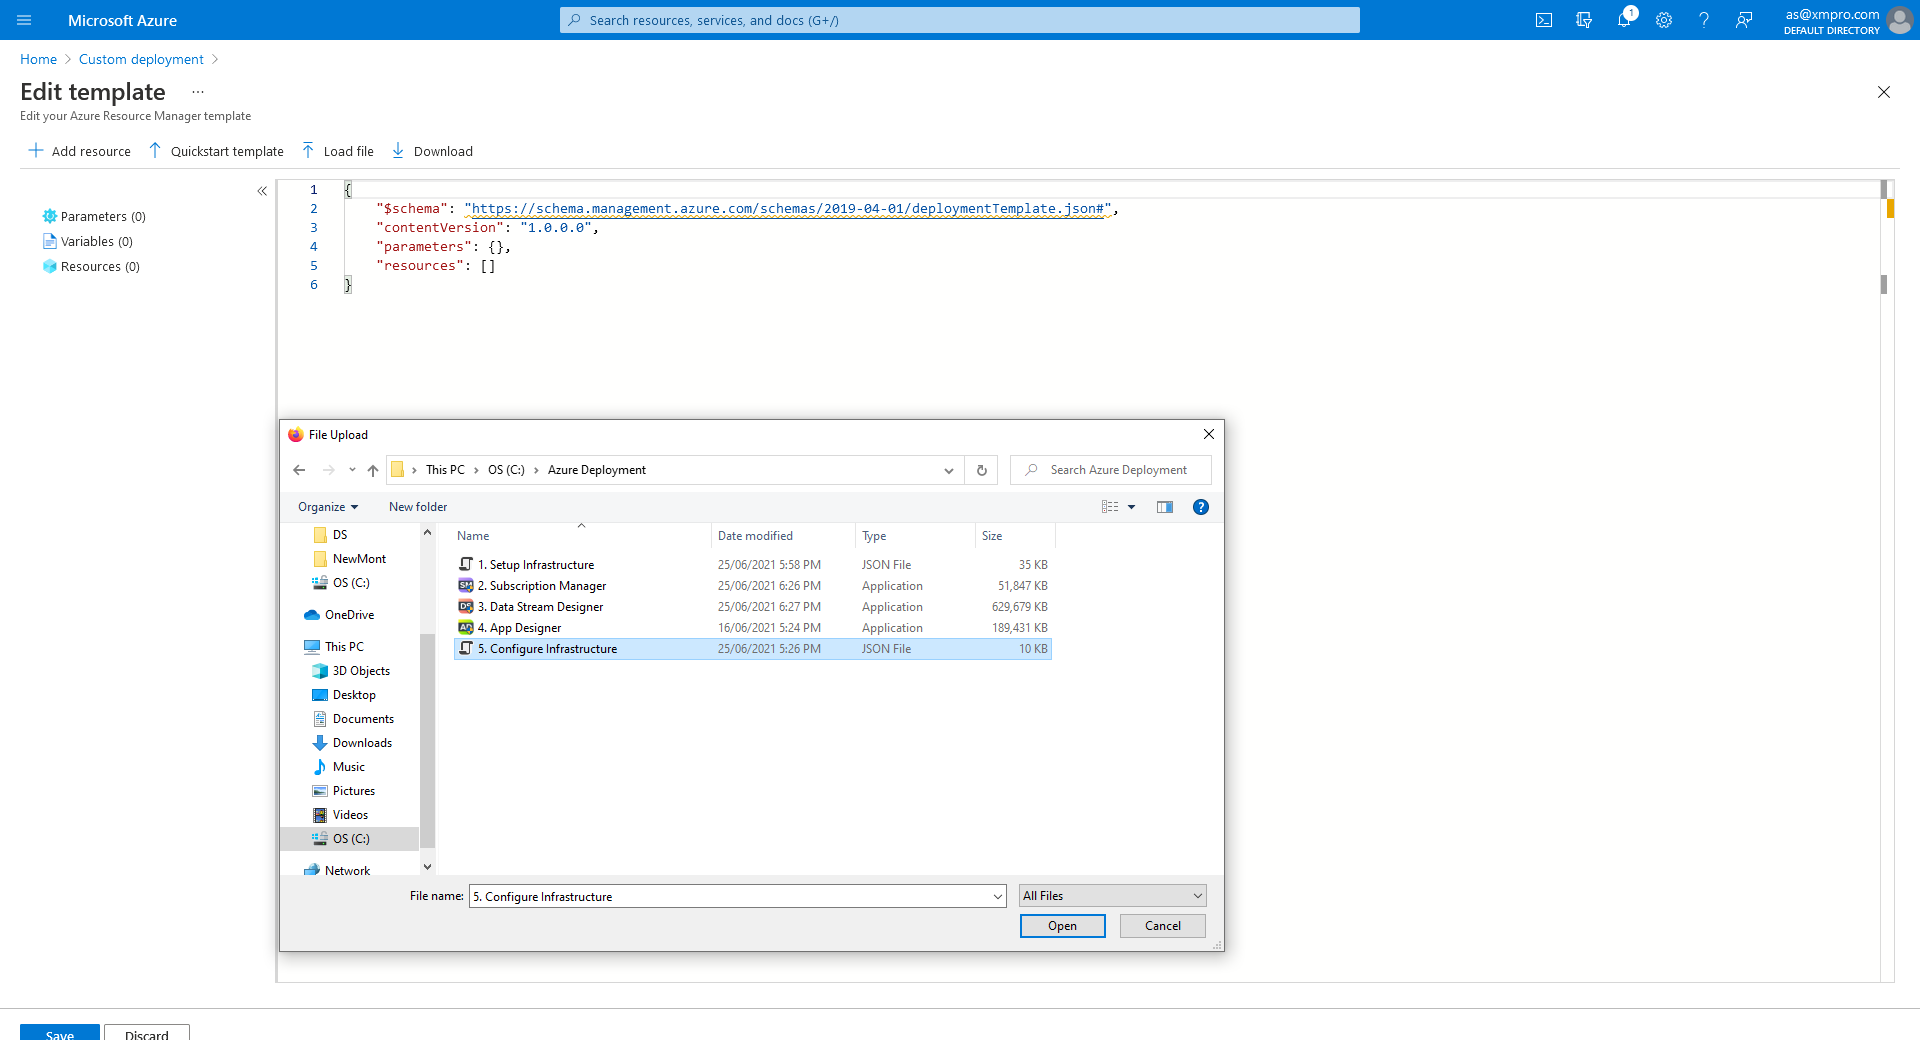 Microsoft Azure
Search resources, services, and docs (G+/)
1
as@xmpro.com
DEFAULT DIRECTORY
Home > Custom deployment >
Edit template ...
Edit your Azure Resource Manager template
Add resource
Quickstart template
Load file
Download
«
Parameters (0)
Variables (0)
Resources (0)
1 {
2 "$schema": "https://schema.management.azure.com/schemas/2019-04-01/deploymentTemplate.json#",
3 "contentVersion": "1.0.0.0",
4 "parameters": {},
5 "resources": []
6 }
File Upload
This PC > OS (C:) > Azure Deployment
Search Azure Deployment
Organize
New folder
?
DS
NewMont
OS (C:)
OneDrive
This PC
3D Objects
Desktop
Documents
Downloads
Music
Pictures
Videos
OS (C:)
Network
Name Date modified Type Size
1. Setup Infrastructure 25/06/2021 5:58 PM JSON File 35 KB
SM 2. Subscription Manager 25/06/2021 6:26 PM Application 51,847 KB
DS 3. Data Stream Designer 25/06/2021 6:27 PM Application 629,679 KB
AD 4. App Designer 16/06/2021 5:24 PM Application 189,431 KB
5. Configure Infrastructure 25/06/2021 5:26 PM JSON File 10 KB
File name: 5. Configure Infrastructure
All Files
Open
Cancel
Save
Discard